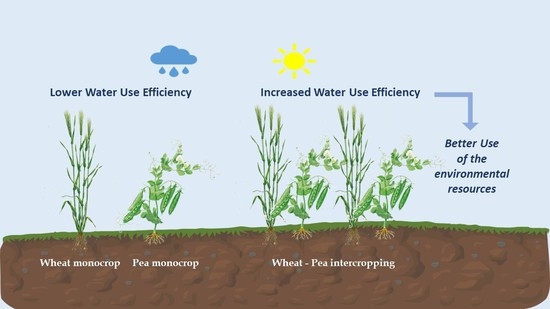 Lower Water Use Efficiency
Increased Water Use Efficiency
Better Use
of the
environmental
resources
Wheat monocrop
Pea monocrop
Wheat - Pea intercropping